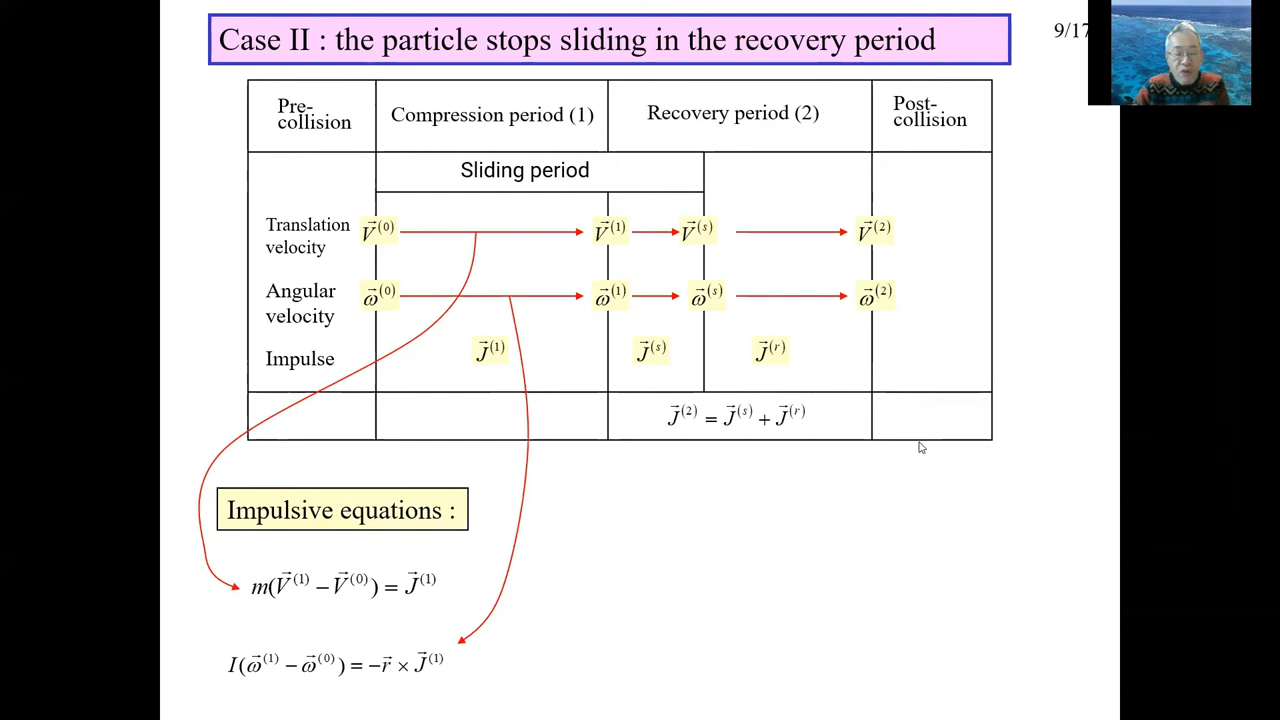 Case II : the particle stops sliding in the recovery period
9/17
Pre-
collision
Compression period (1)
Recovery period (2)
Post-
collision
Sliding period
Translation
velocity
V⃗⁽⁰⁾ V⃗⁽¹⁾ V⃗⁽ˢ⁾ V⃗⁽²⁾
Angular
velocity
ω⃗⁽⁰⁾ ω⃗⁽¹⁾ ω⃗⁽ˢ⁾ ω⃗⁽²⁾
Impulse
J⃗⁽¹⁾ J⃗⁽ˢ⁾ J⃗⁽ʳ⁾
J⃗⁽²⁾ = J⃗⁽ˢ⁾ + J⃗⁽ʳ⁾
Impulsive equations :
m(V⃗⁽¹⁾ − V⃗⁽⁰⁾) = J⃗⁽¹⁾
I(ω⃗⁽¹⁾ − ω⃗⁽⁰⁾) = −r⃗ × J⃗⁽¹⁾